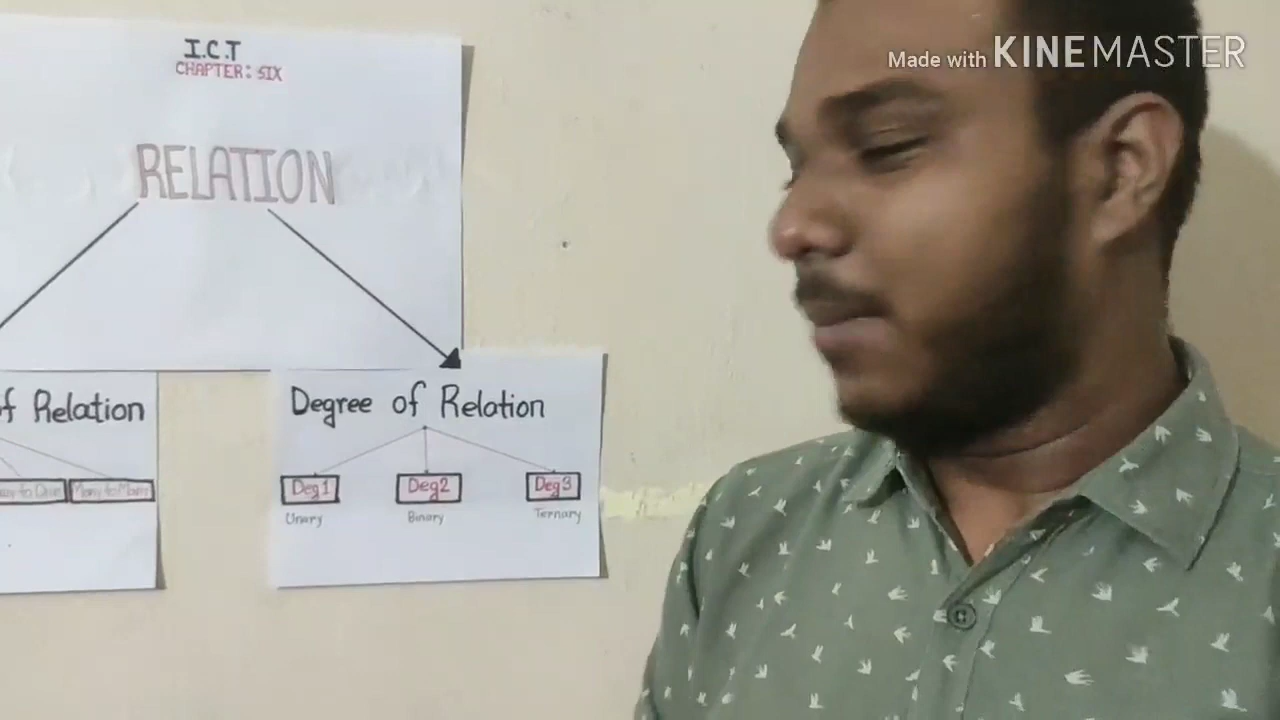 I.C.T
CHAPTER: SIX
Made with KINEMASTER
RELATION
of Relation
Degree of Relation
Many to Many
Deg1
Deg2
Deg3
Unary
Binary
Ternary